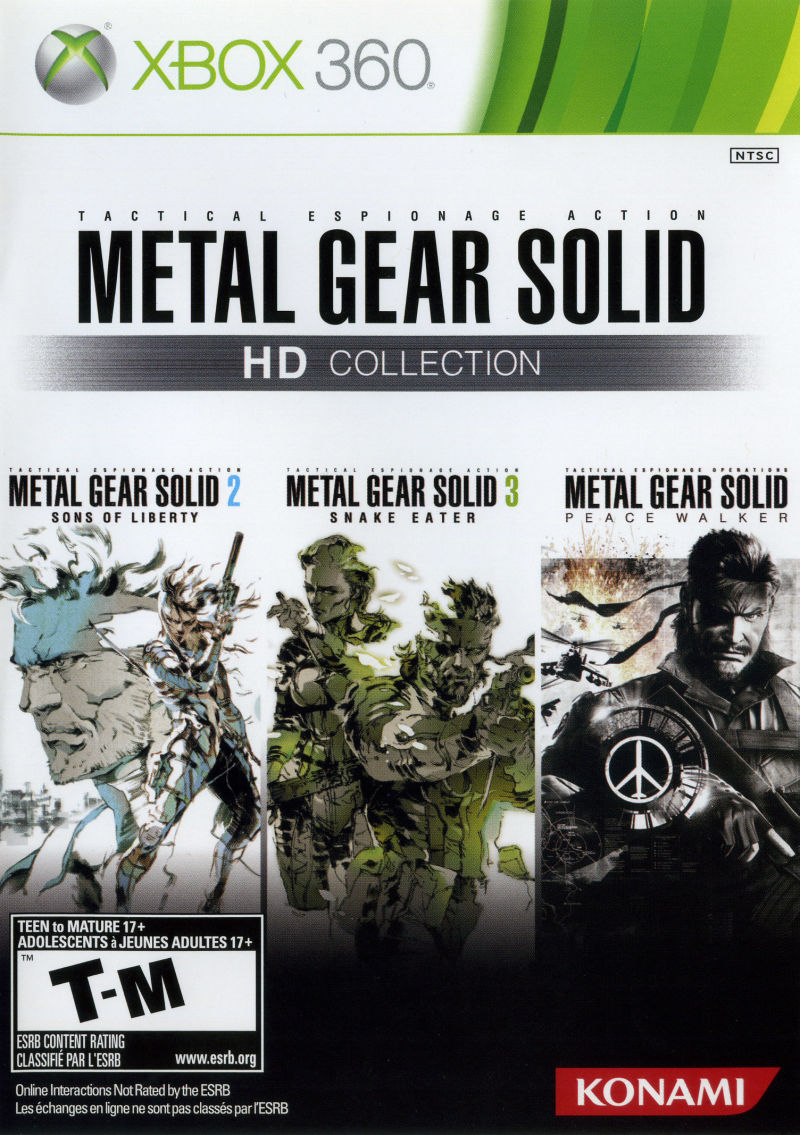 XBOX 360®
NTSC
TACTICAL ESPIONAGE ACTION
METAL GEAR SOLID
HD COLLECTION
TACTICAL ESPIONAGE ACTION
METAL GEAR SOLID 2
SONS OF LIBERTY
TACTICAL ESPIONAGE ACTION
METAL GEAR SOLID 3
SNAKE EATER
TACTICAL ESPIONAGE OPERATIONS
METAL GEAR SOLID
PEACE WALKER
TEEN to MATURE 17+
ADOLESCENTS à JEUNES ADULTES 17+
TM
T-M
ESRB CONTENT RATING
CLASSIFIÉ PAR L'ESRB www.esrb.org
Online Interactions Not Rated by the ESRB
Les échanges en ligne ne sont pas classés par l'ESRB
KONAMI